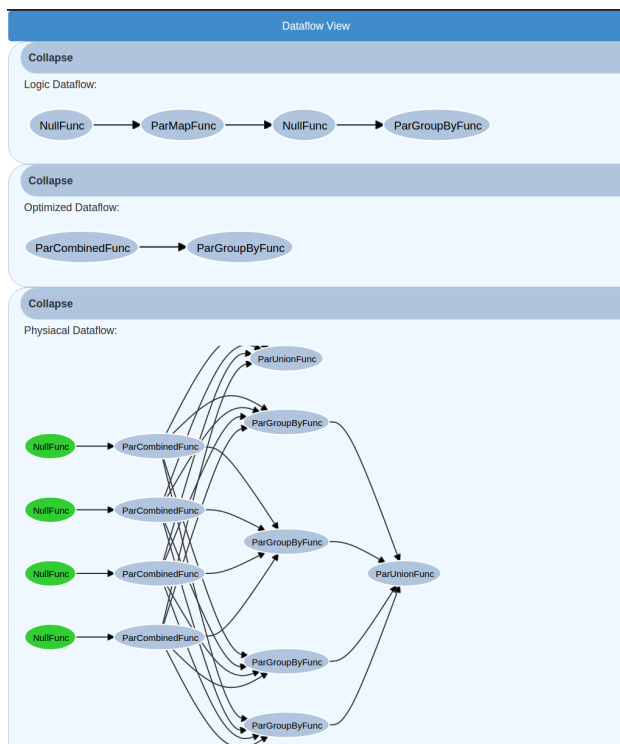 Dataflow View
Collapse
Logic Dataflow:
NullFunc ParMapFunc NullFunc ParGroupByFunc
Collapse
Optimized Dataflow:
ParCombinedFunc ParGroupByFunc
Collapse
Physiacal Dataflow:
ParUnionFunc
ParGroupByFunc
NullFunc ParCombinedFunc
NullFunc ParCombinedFunc
ParGroupByFunc
NullFunc ParCombinedFunc ParUnionFunc
NullFunc ParCombinedFunc
ParGroupByFunc
ParGroupByFunc